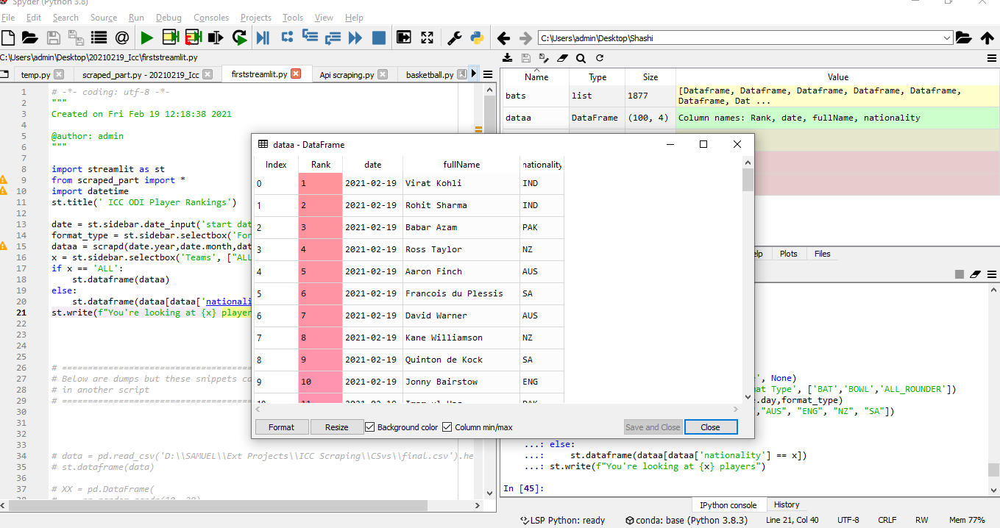 Spyder (Python 3.8)
File Edit Search Source Run Debug Consoles Projects Tools View Help
C:\Users\admin\Desktop\Shashi
C:\Users\admin\Desktop\20210219_Icc\firststreamlit.py
temp.py scraped_part.py - 20210219_Icc firststreamlit.py Api scraping.py basketball.py
1 # -*- coding: utf-8 -*-
2 """
3 Created on Fri Feb 19 12:18:38 2021
4
5 @author: admin
6 """
7
8 import streamlit as st
9 from scraped_part import *
10 import datetime
11 st.title(' ICC ODI Player Rankings')
12
13 date = st.sidebar.date_input('start dat
14 format_type = st.sidebar.selectbox('For
15 dataa = scrapd(date.year,date.month,dat
16 x = st.sidebar.selectbox('Teams', ["ALL
17 if x == 'ALL':
18 st.dataframe(dataa)
19 else:
20 st.dataframe(dataa[dataa['nationali
21 st.write(f"You're looking at {x} player
22
23
24
25
26 # =====================================
27 # Below are dumps but these snippets ca
28 # in another script
29 # =====================================
30
31
32
33
34 # data = pd.read_csv('D:\\SAMUEL\\Ext Projects\\ICC Scraping\\CSvs\\final.csv').he
35 # st.dataframe(data)
36
37 # XX = pd.DataFrame(
38
Name Type Size Value
bats list 1877 [Dataframe, Dataframe, Dataframe, Dataframe, Dataframe,
Dataframe, Dat ...
dataa DataFrame (100, 4) Column names: Rank, date, fullName, nationality
dataa - DataFrame
Index Rank date fullName nationality
0 1 2021-02-19 Virat Kohli IND
1 2 2021-02-19 Rohit Sharma IND
2 3 2021-02-19 Babar Azam PAK
3 4 2021-02-19 Ross Taylor NZ
4 5 2021-02-19 Aaron Finch AUS
5 6 2021-02-19 Francois du Plessis SA
6 7 2021-02-19 David Warner AUS
7 8 2021-02-19 Kane Williamson NZ
8 9 2021-02-19 Quinton de Kock SA
9 10 2021-02-19 Jonny Bairstow ENG
Format Resize Background color Column min/max Save and Close Close
elp Plots Files
', None)
at Type', ['BAT','BOWL','ALL_ROUNDER'])
.day,format_type)
,"AUS", "ENG", "NZ", "SA"])
...: else:
...: st.dataframe(dataa[dataa['nationality'] == x])
...: st.write(f"You're looking at {x} players")
In [45]:
IPython console History
LSP Python: ready conda: base (Python 3.8.3) Line 21, Col 40 UTF-8 CRLF RW Mem 77%